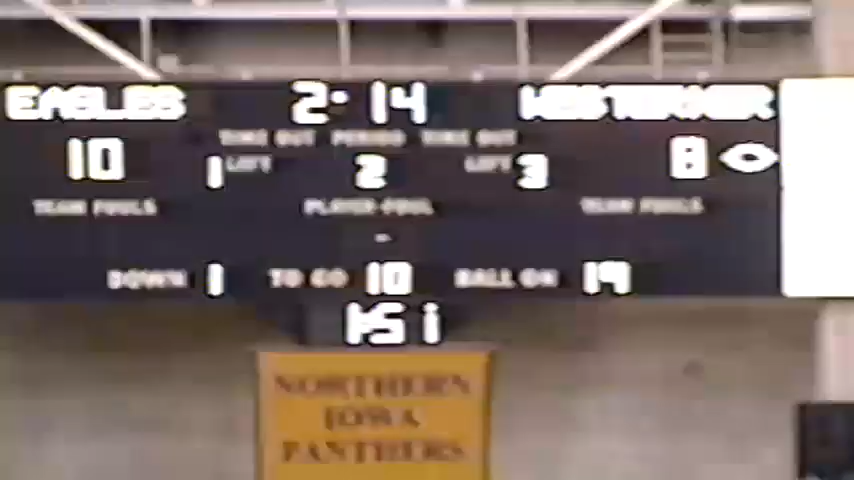 EAGLES 2:14
TIME OUT PERIOD TIME OUT
10 1 LEFT 2 LEFT 3 8
TEAM FOULS PLAYER-FOUL TEAM FOULS
DOWN 1 TO GO 10 BALL ON 19
NORTHERN
IOWA
PANTHERS